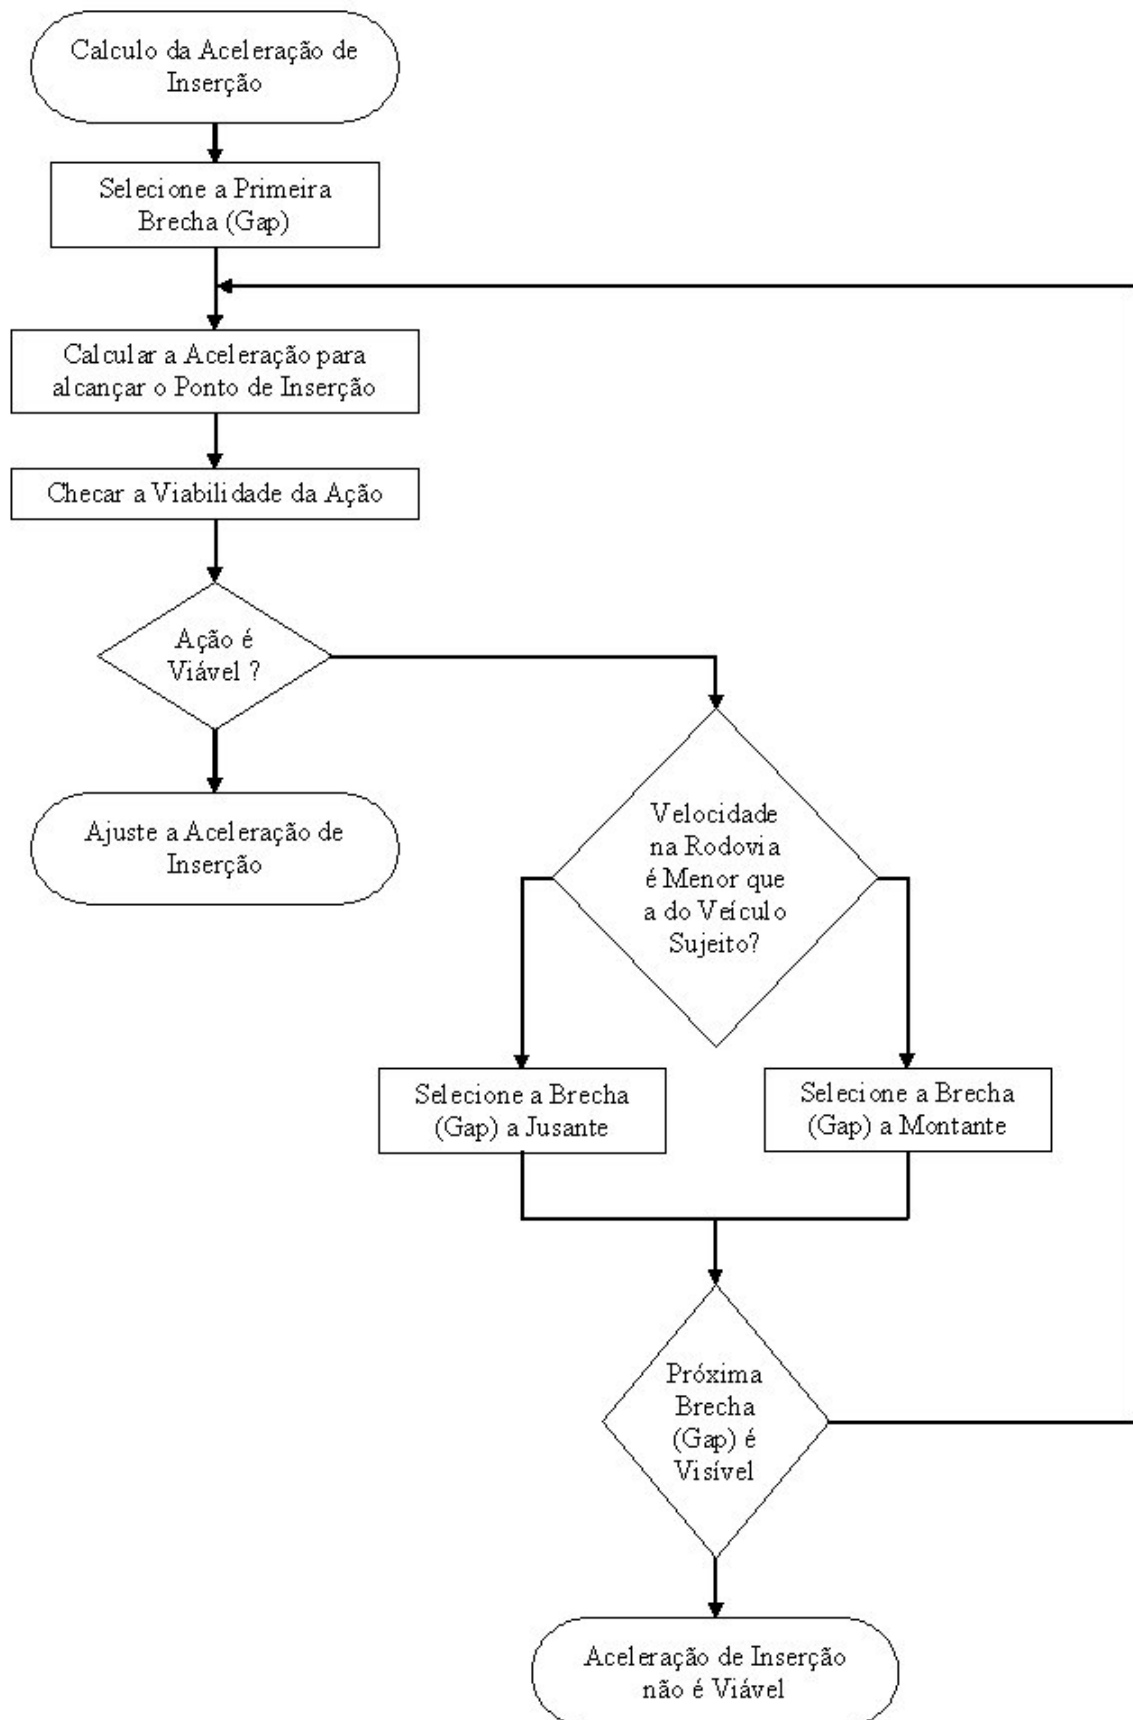 Calculo da Aceleração de
Inserção
Selecione a Primeira
Brecha (Gap)
Calcular a Aceleração para
alcançar o Ponto de Inserção
Checar a Viabilidade da Ação
Ação é
Viável ?
Ajuste a Aceleração de
Inserção
Velocidade
na Rodovia
é Menor que
a do Veículo
Sujeito?
Selecione a Brecha
(Gap) a Jusante
Selecione a Brecha
(Gap) a Montante
Próxima
Brecha
(Gap) é
Visível
Aceleração de Inserção
não é Viável